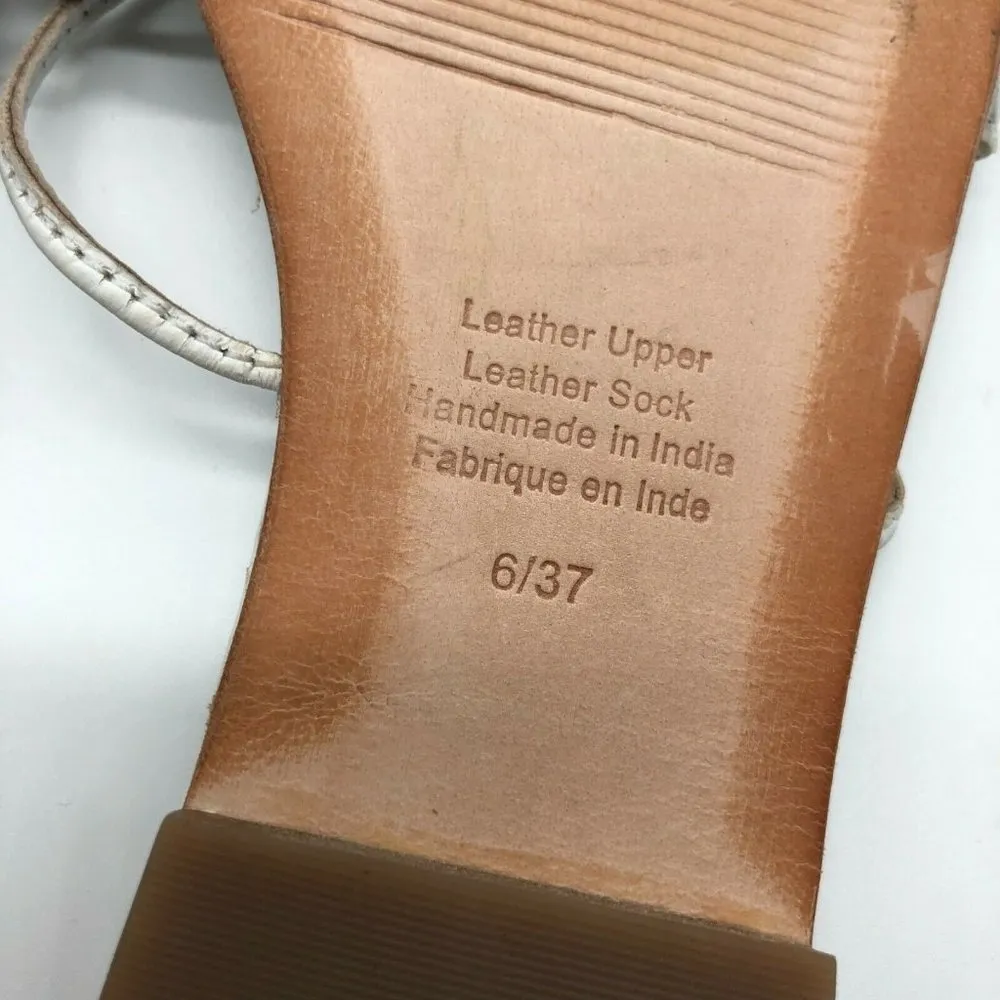 Leather Upper
Leather Sock
Handmade in India
Fabrique en Inde
6/37